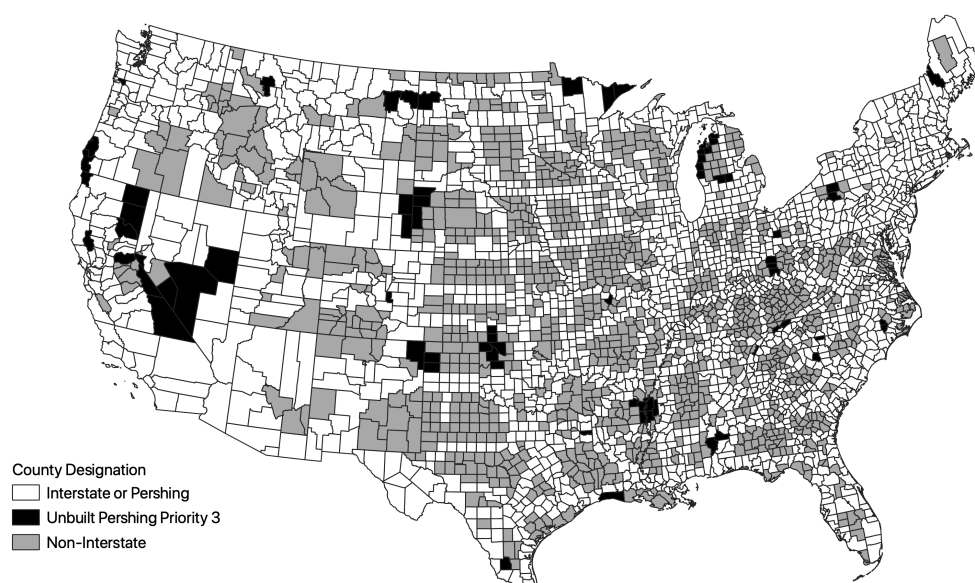 County Designation
Interstate or Pershing
Unbuilt Pershing Priority 3
Non-Interstate